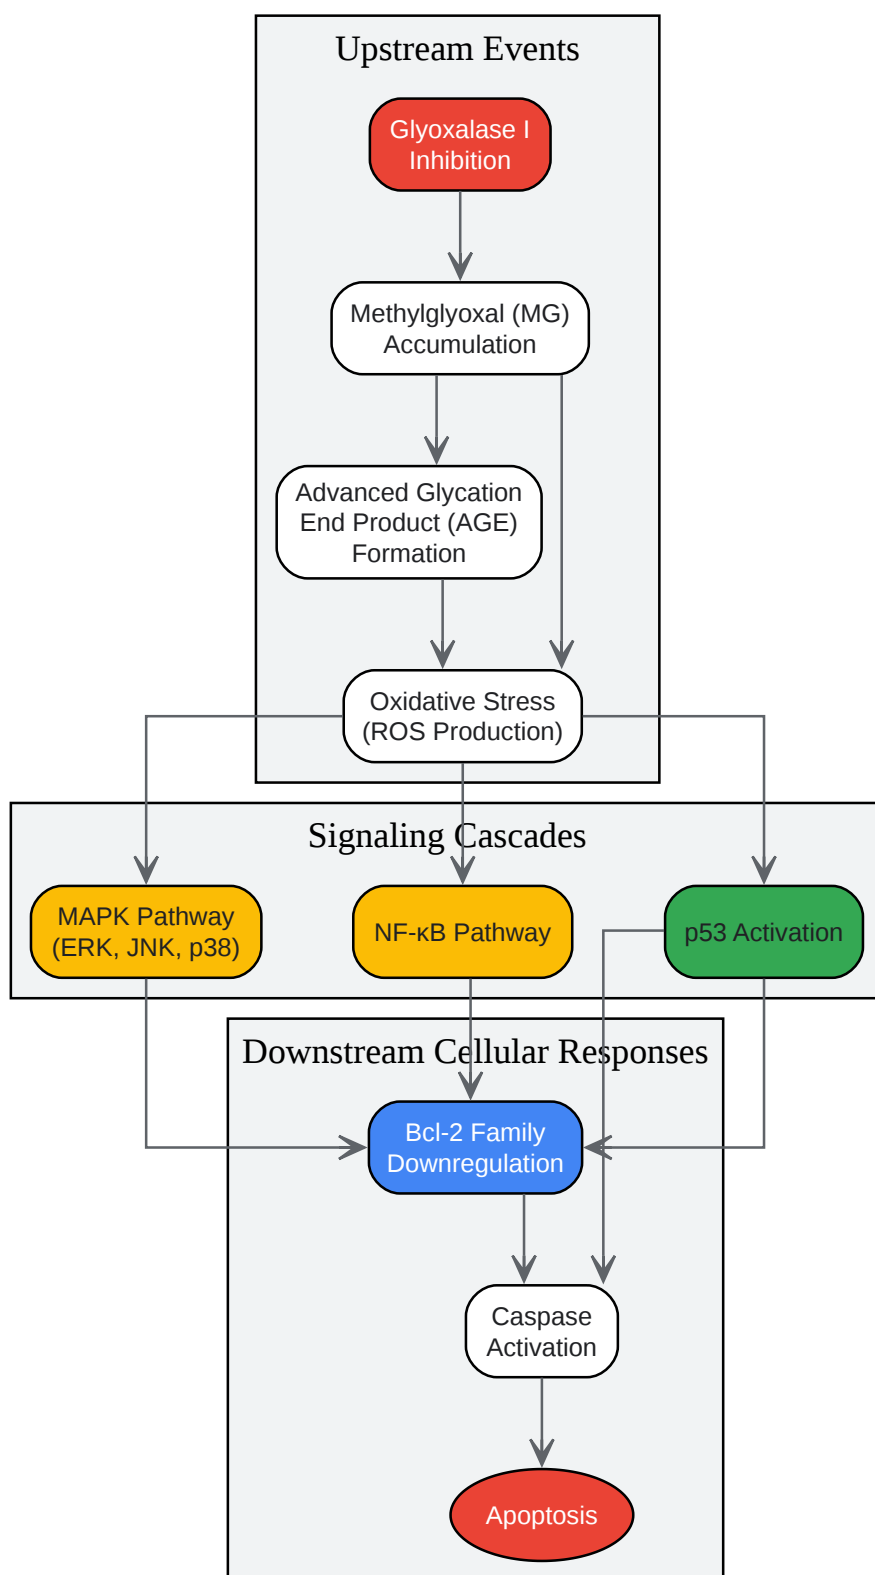 Upstream Events
Glyoxalase I
Inhibition
Methylglyoxal (MG)
Accumulation
Advanced Glycation
End Product (AGE)
Formation
Oxidative Stress
(ROS Production)
Signaling Cascades
MAPK Pathway
(ERK, JNK, p38)
NF-κB Pathway
p53 Activation
Downstream Cellular Responses
Bcl-2 Family
Downregulation
Caspase
Activation
Apoptosis